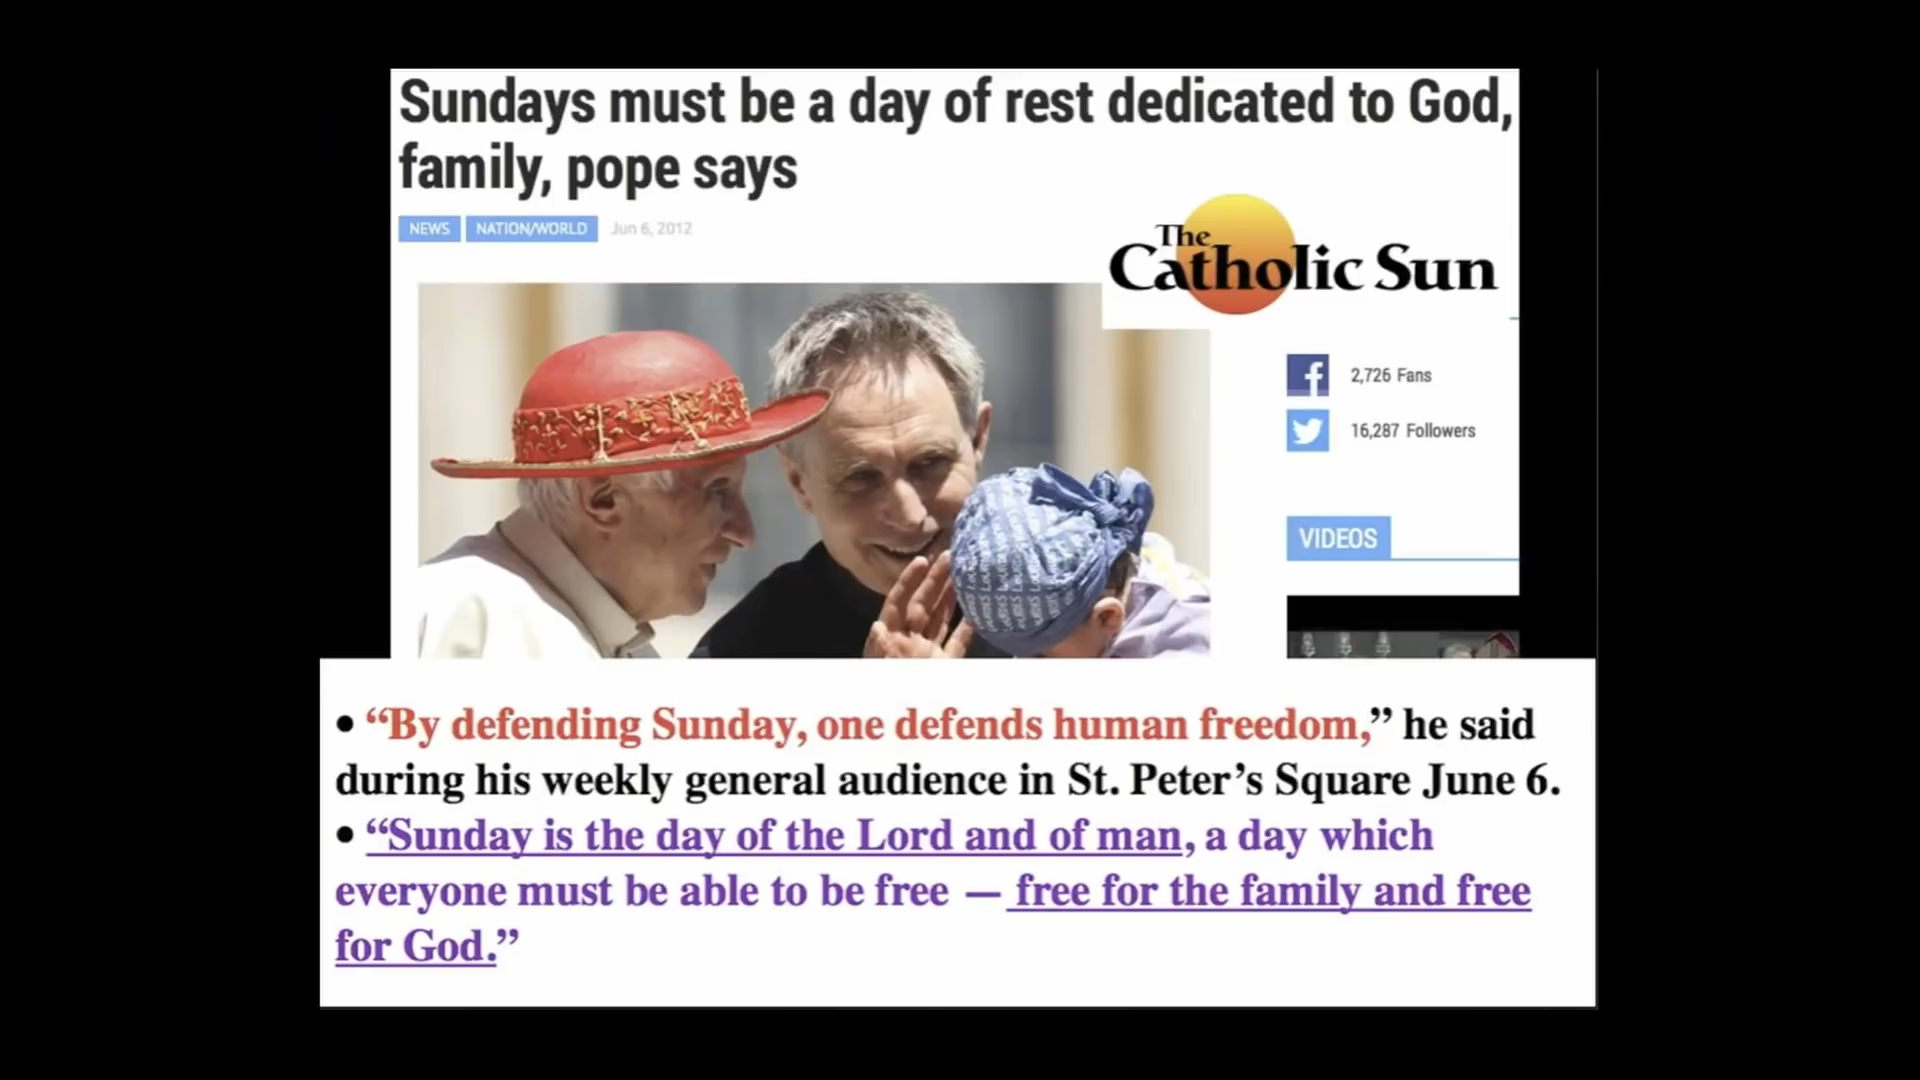 Sundays must be a day of rest dedicated to God,
family, pope says
NEWS NATION/WORLD Jun 6, 2012
The
Catholic Sun
2,726 Fans
16,287 Followers
VIDEOS
• “By defending Sunday, one defends human freedom,” he said
during his weekly general audience in St. Peter’s Square June 6.
• “Sunday is the day of the Lord and of man, a day which
everyone must be able to be free — free for the family and free
for God.”